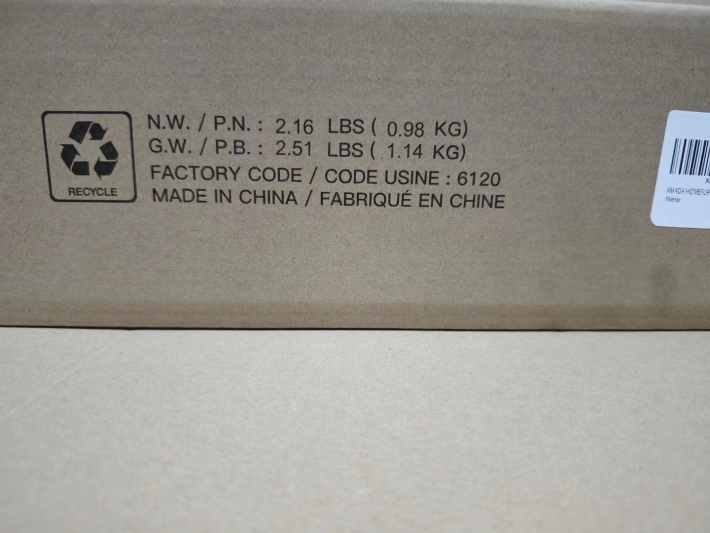 N.W. / P.N. : 2.16 LBS ( 0.98 KG)
G.W. / P.B. : 2.51 LBS ( 1.14 KG)
FACTORY CODE / CODE USINE : 6120
MADE IN CHINA / FABRIQUÉ EN CHINE
RECYCLE
X
New